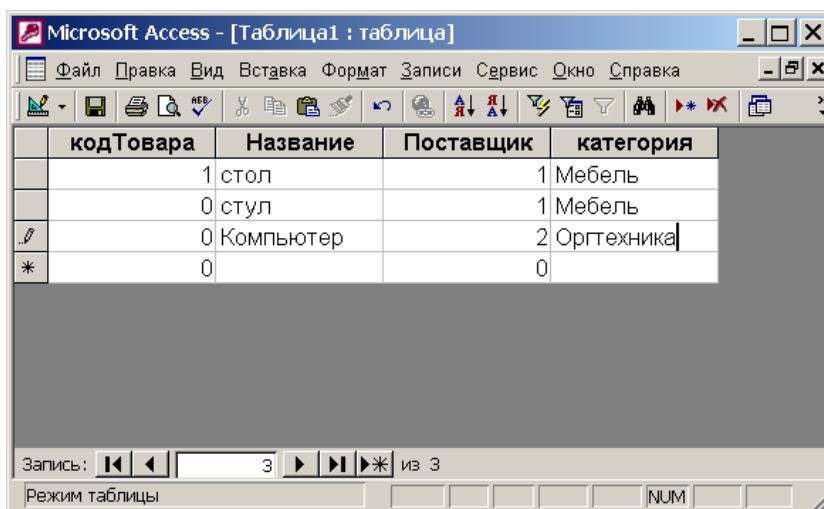 Microsoft Access - [Таблица1 : таблица]
Файл Правка Вид Вставка Формат Записи Сервис Окно Справка
кодТовара Название Поставщик категория
1 стол 1 Мебель
0 стул 1 Мебель
0 Компьютер 2 Оргтехника
0 0
Запись: 3 из 3
Режим таблицы NUM